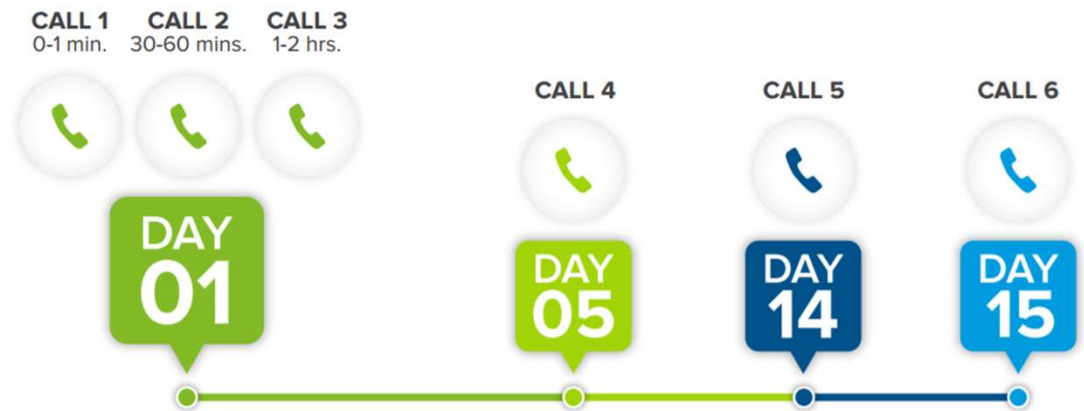 CALL 1
0-1 min.
CALL 2
30-60 mins.
CALL 3
1-2 hrs.
CALL 4
CALL 5
CALL 6
DAY
01
DAY
05
DAY
14
DAY
15